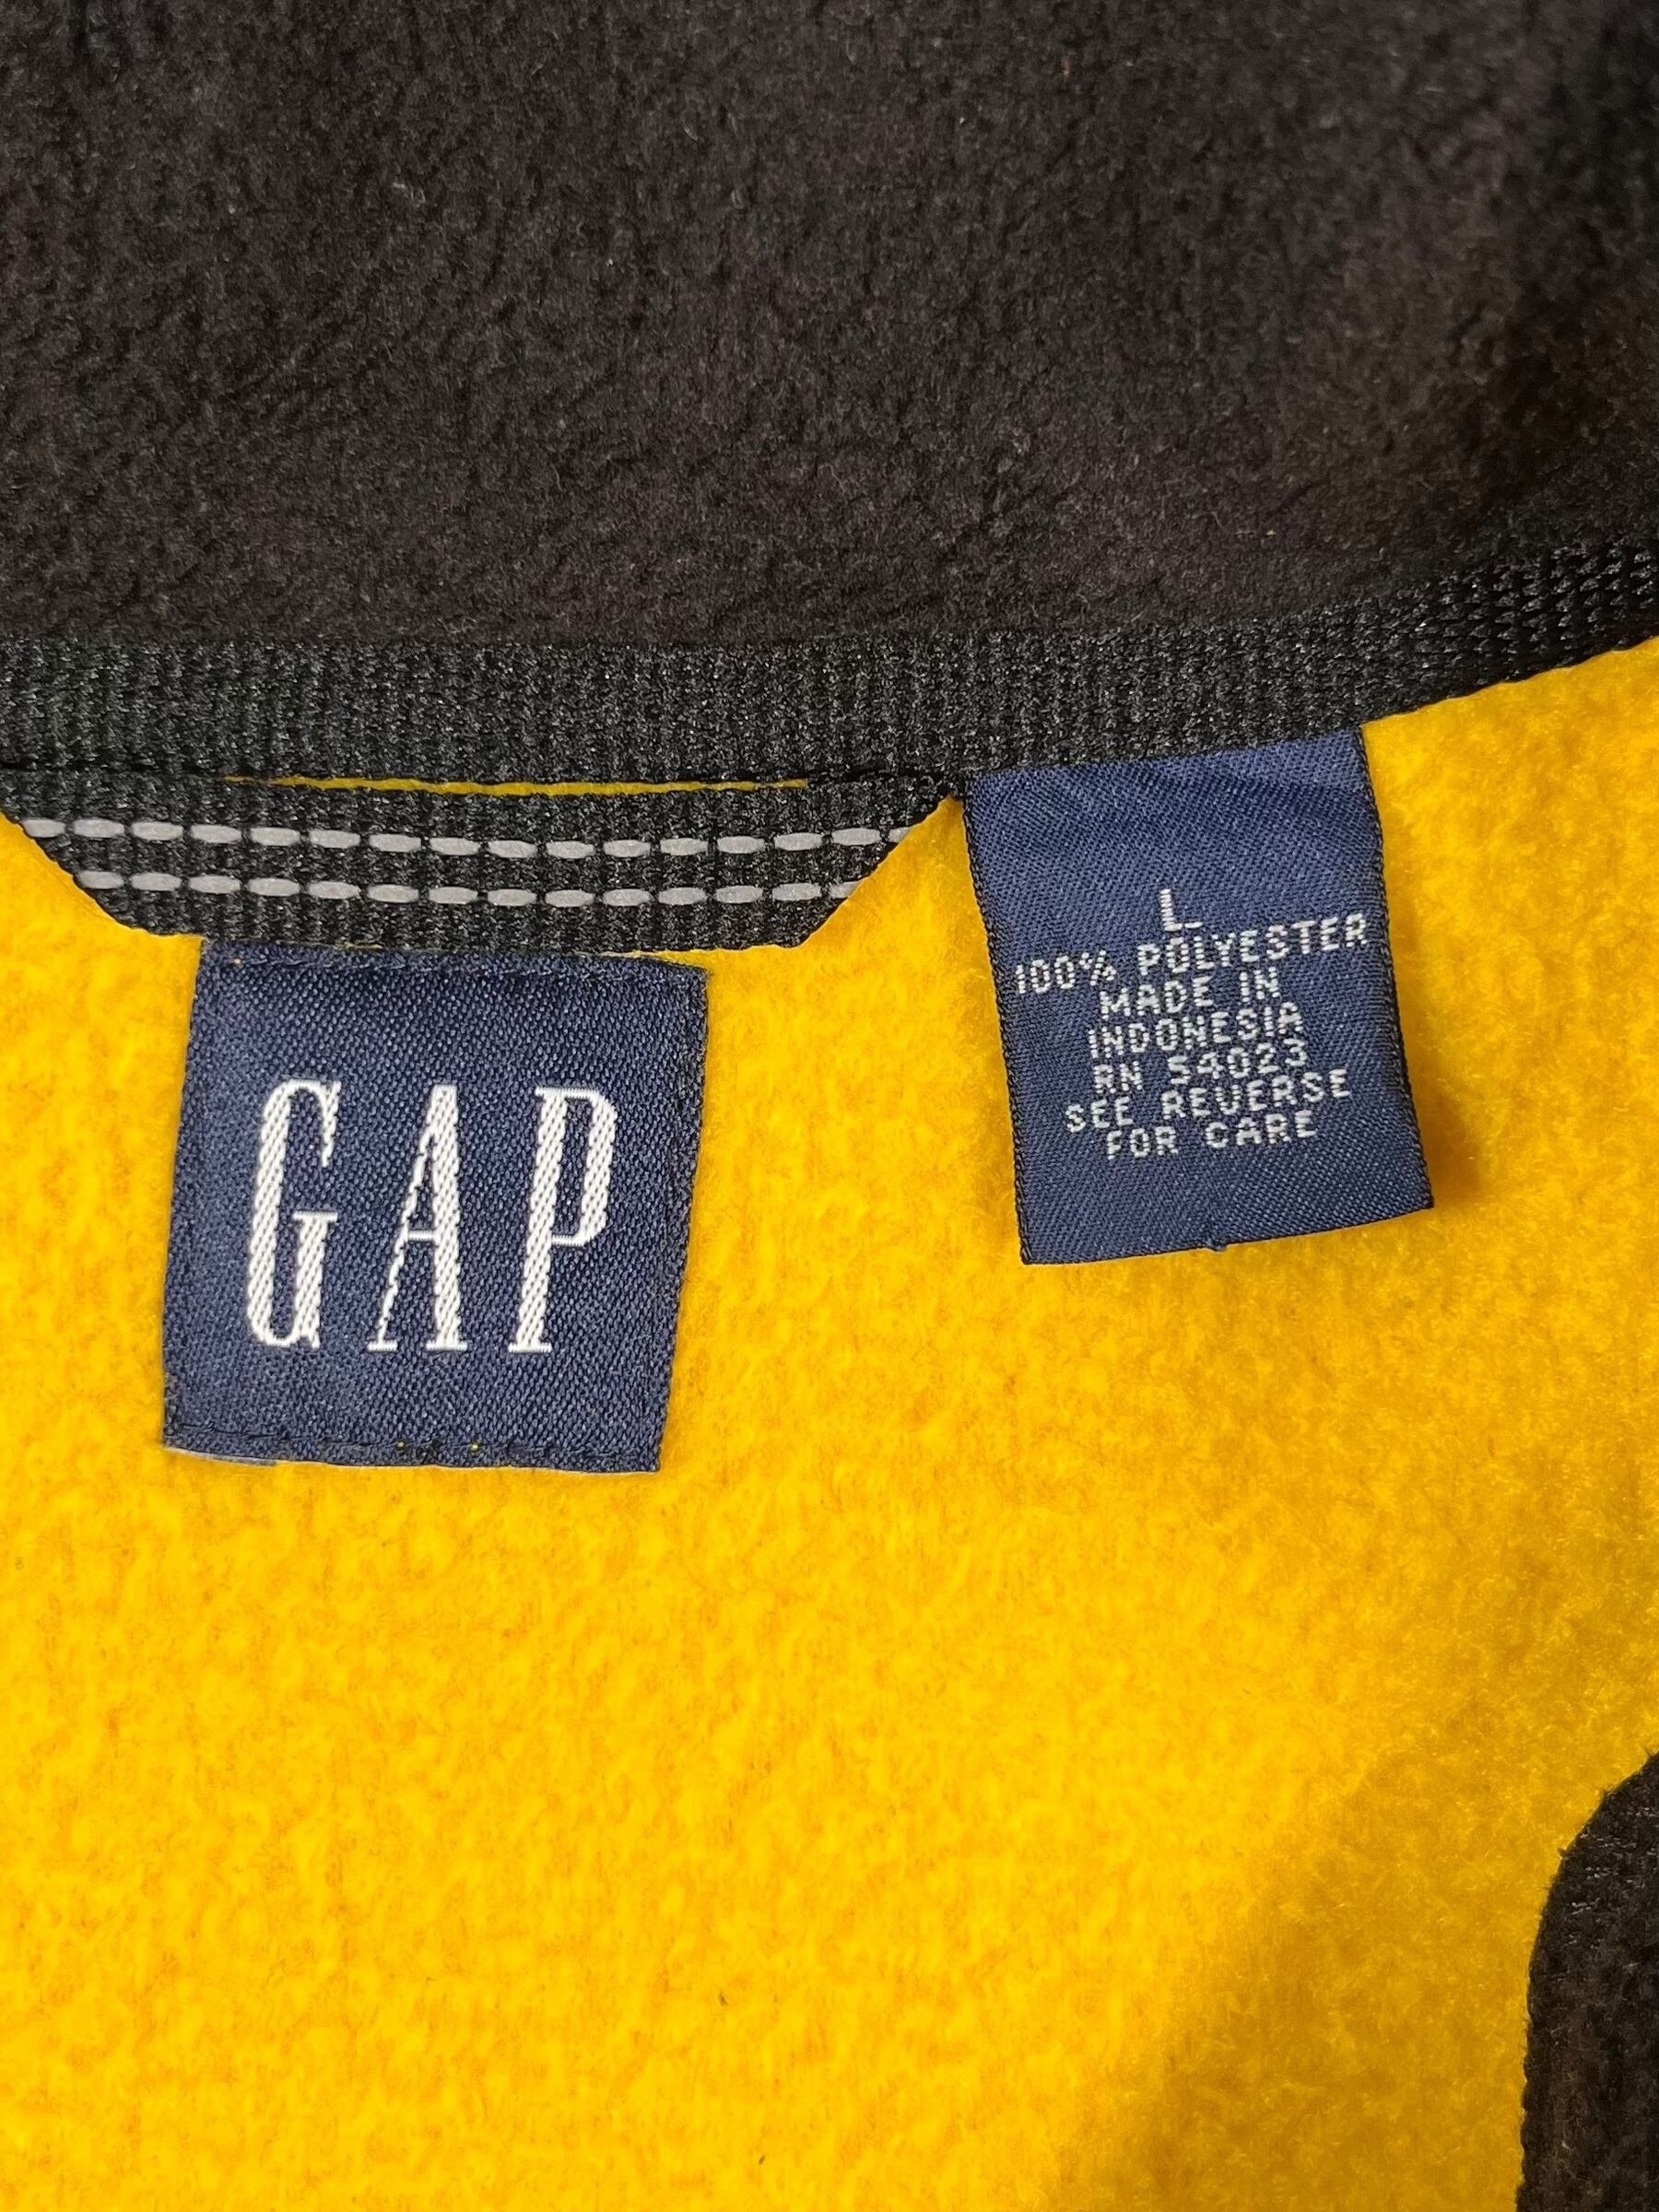 GAP
L
100% POLYESTER
MADE IN
INDONESIA
RN 54023
SEE REVERSE
FOR CARE